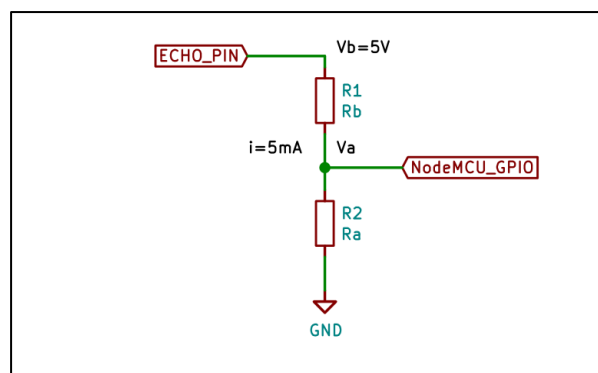 Vb=5V
ECHO_PIN
R1
Rb
i=5mA
Va
NodeMCU_GPIO
R2
Ra
GND